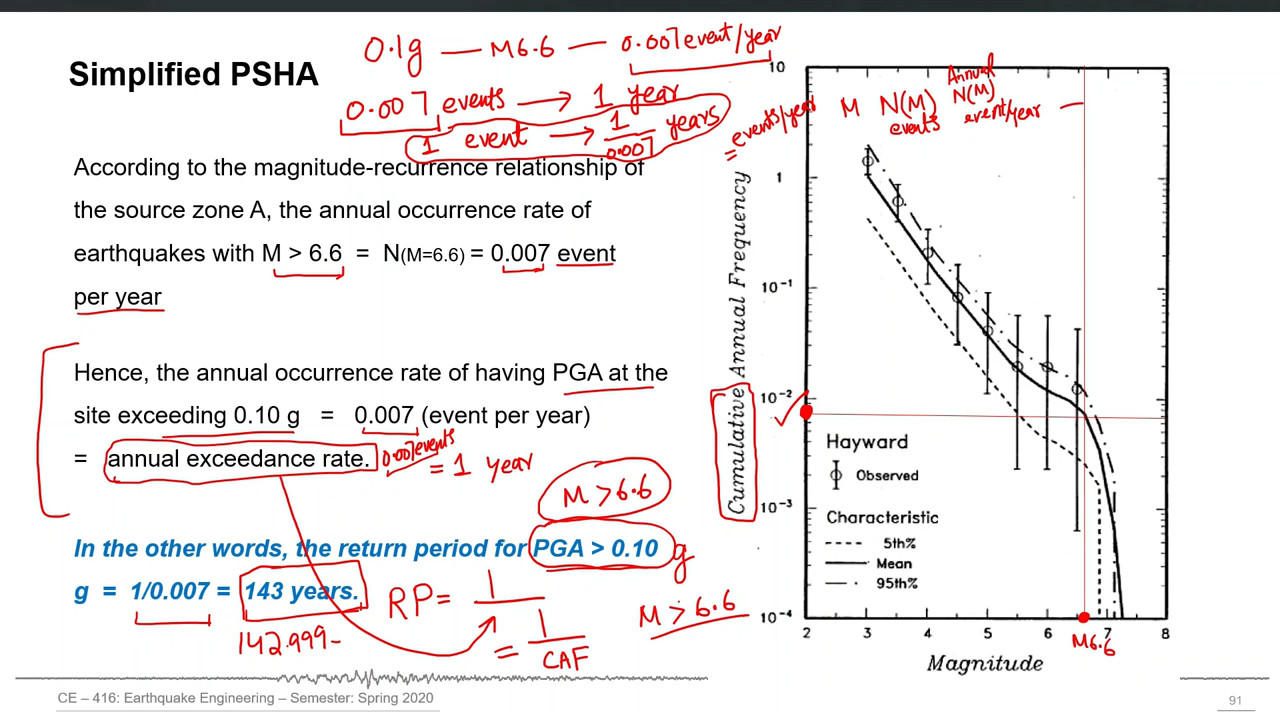 0.1g — M6.6 — 0.007event/year
Simplified PSHA
0.007 events → 1 year
1 event → 1/0.007 years
According to the magnitude-recurrence relationship of
the source zone A, the annual occurrence rate of
earthquakes with M > 6.6 = N(M=6.6) = 0.007 event
per year
Hence, the annual occurrence rate of having PGA at the
site exceeding 0.10 g = 0.007 (event per year)
= annual exceedance rate.
0.007 events
= 1 year
M > 6.6
In the other words, the return period for PGA > 0.10
g
g = 1/0.007 = 143 years.
142.999-
RP = 1
= 1/CAF
M > 6.6
= events/year
M N(M) Annual N(M)
events event/year —
Cumulative Annual Frequency
10
1
10⁻¹
10⁻²
10⁻³
10⁻⁴
Hayward
Observed
Characteristic
5th%
Mean
95th%
2 3 4 5 6 7 8
M6.6
Magnitude
CE – 416: Earthquake Engineering – Semester: Spring 2020
91